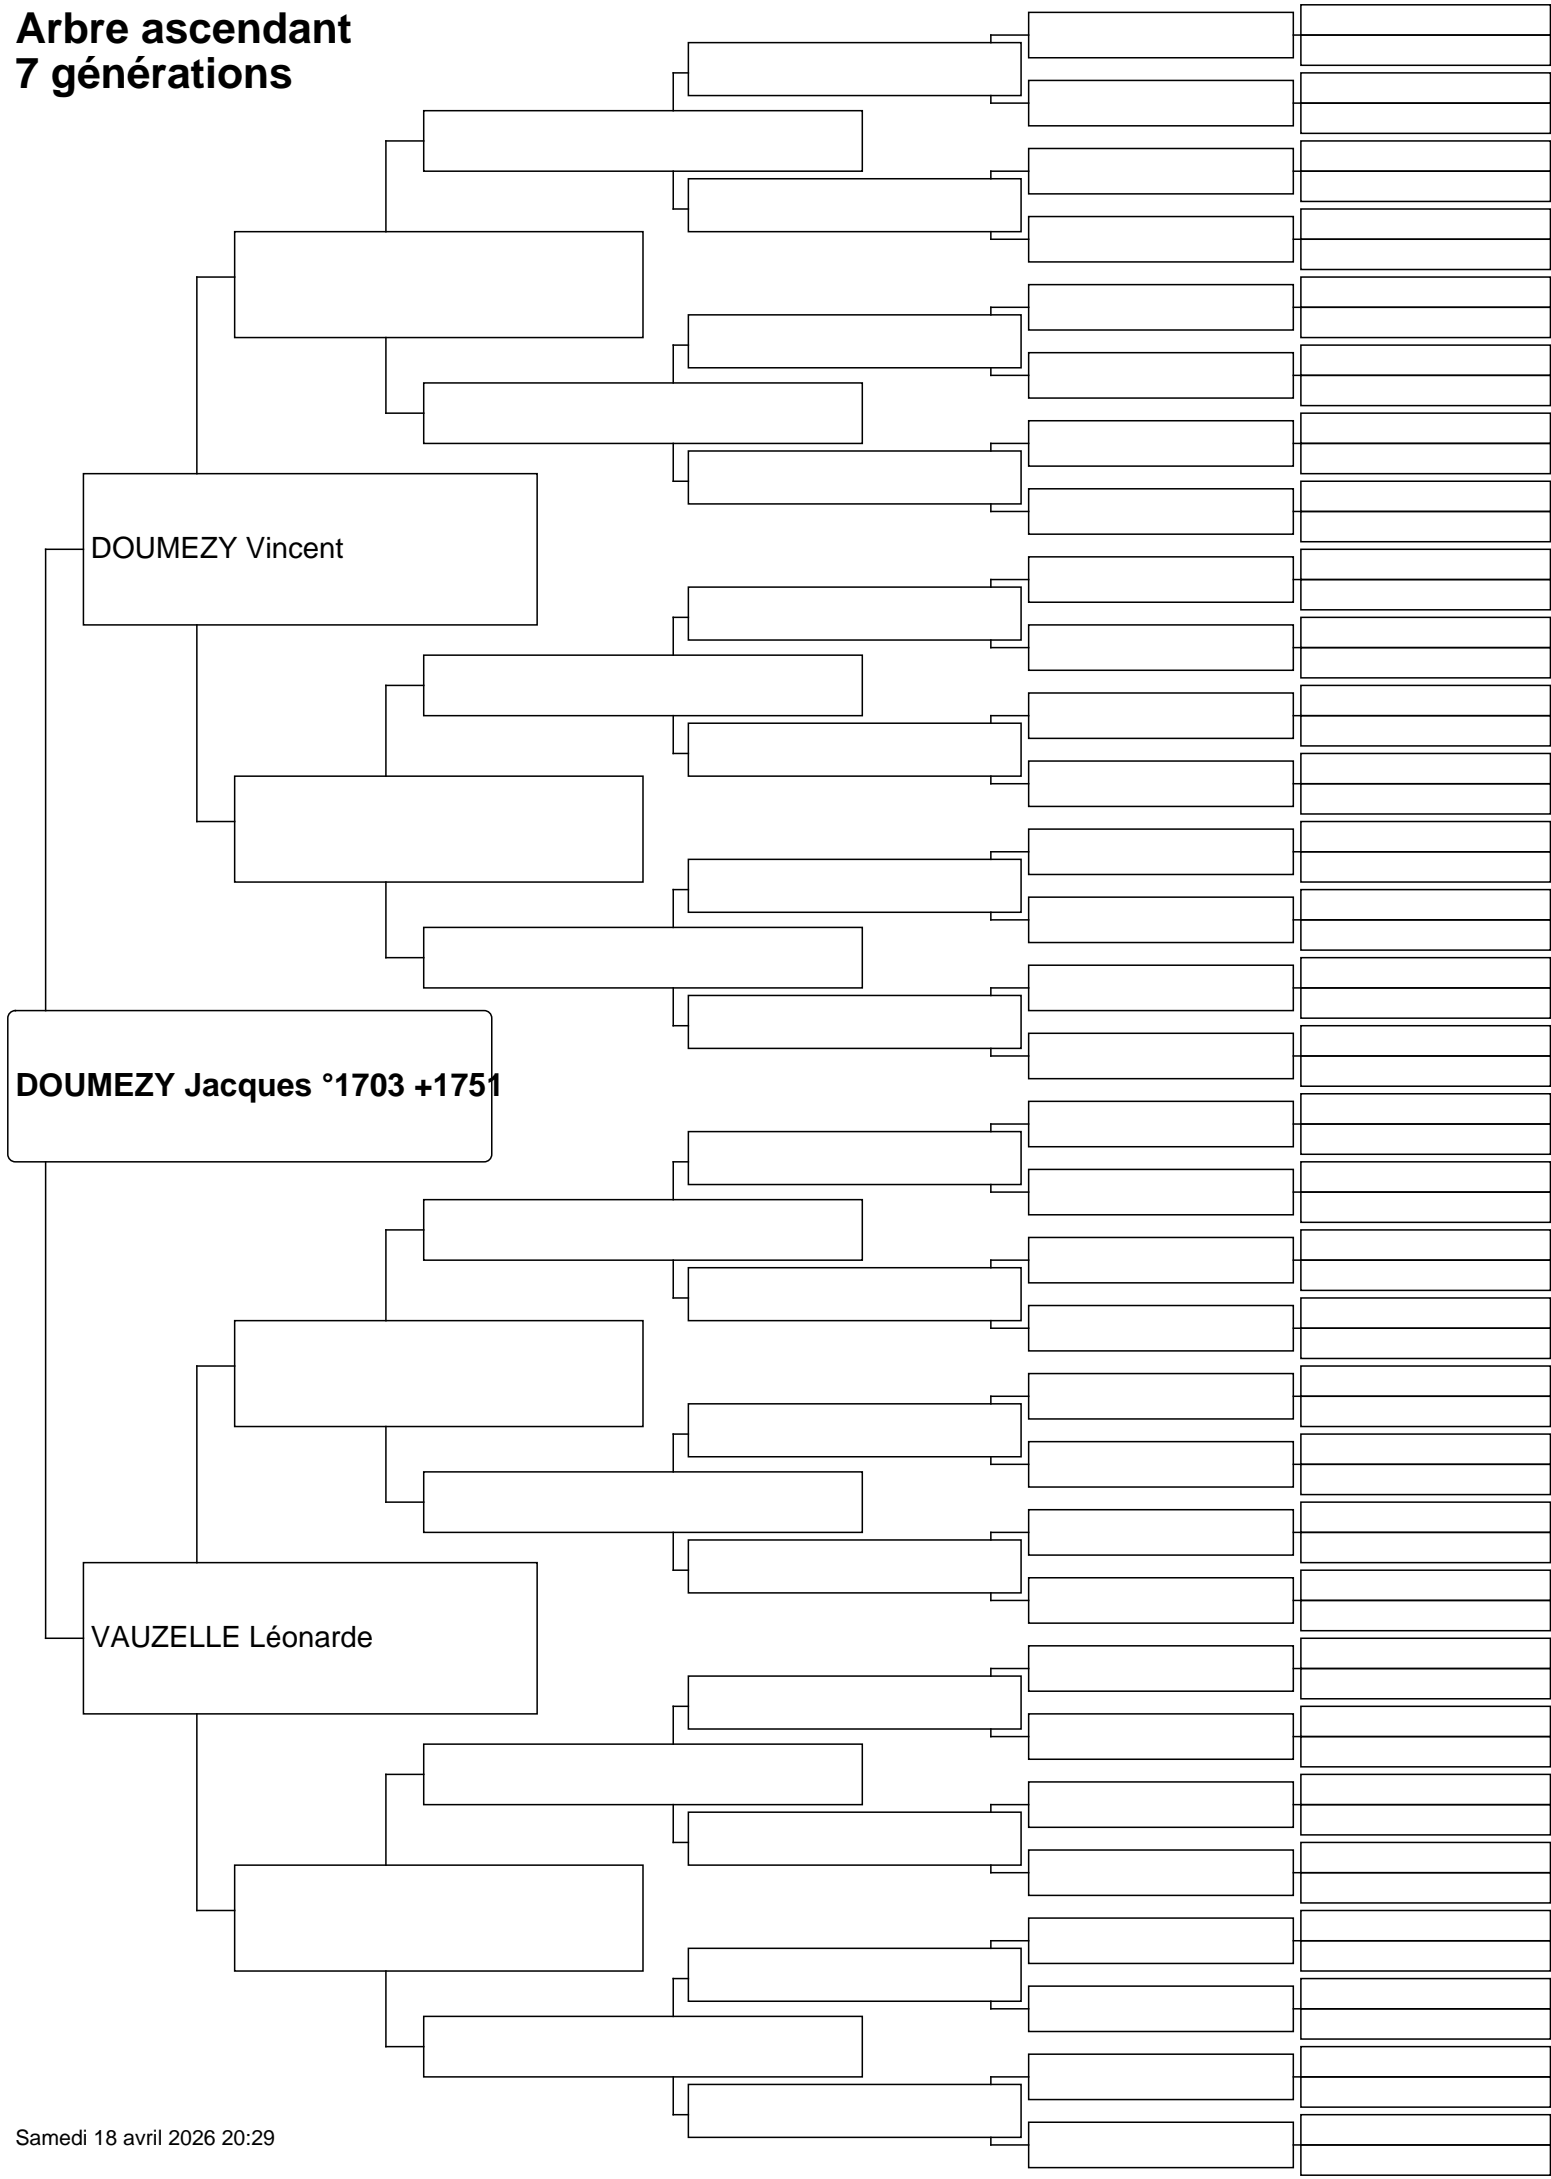 Arbre ascendant
7 générations
DOUMEZY Vincent
DOUMEZY Jacques °1703 +1751
VAUZELLE Léonarde
Samedi 18 avril 2026 20:29